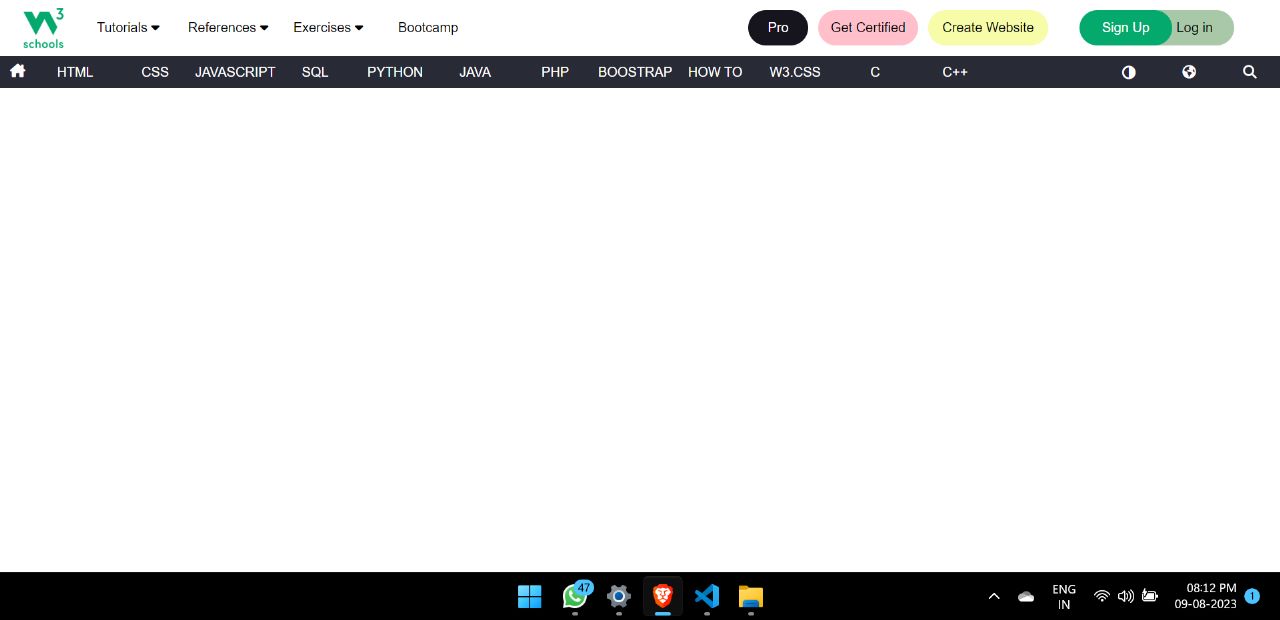 W3 schools
Tutorials References Exercises Bootcamp Pro Get Certified Create Website Sign Up Log in
HTML CSS JAVASCRIPT SQL PYTHON JAVA PHP BOOSTRAP HOW TO W3.CSS C C++
47
ENG
IN
08:12 PM
09-08-2023
1